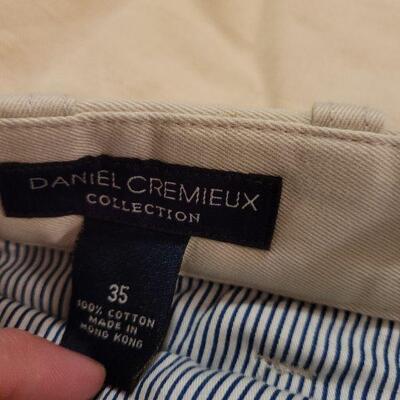 DANIEL CREMIEUX
COLLECTION
35
100% COTTON
MADE IN
HONG KONG